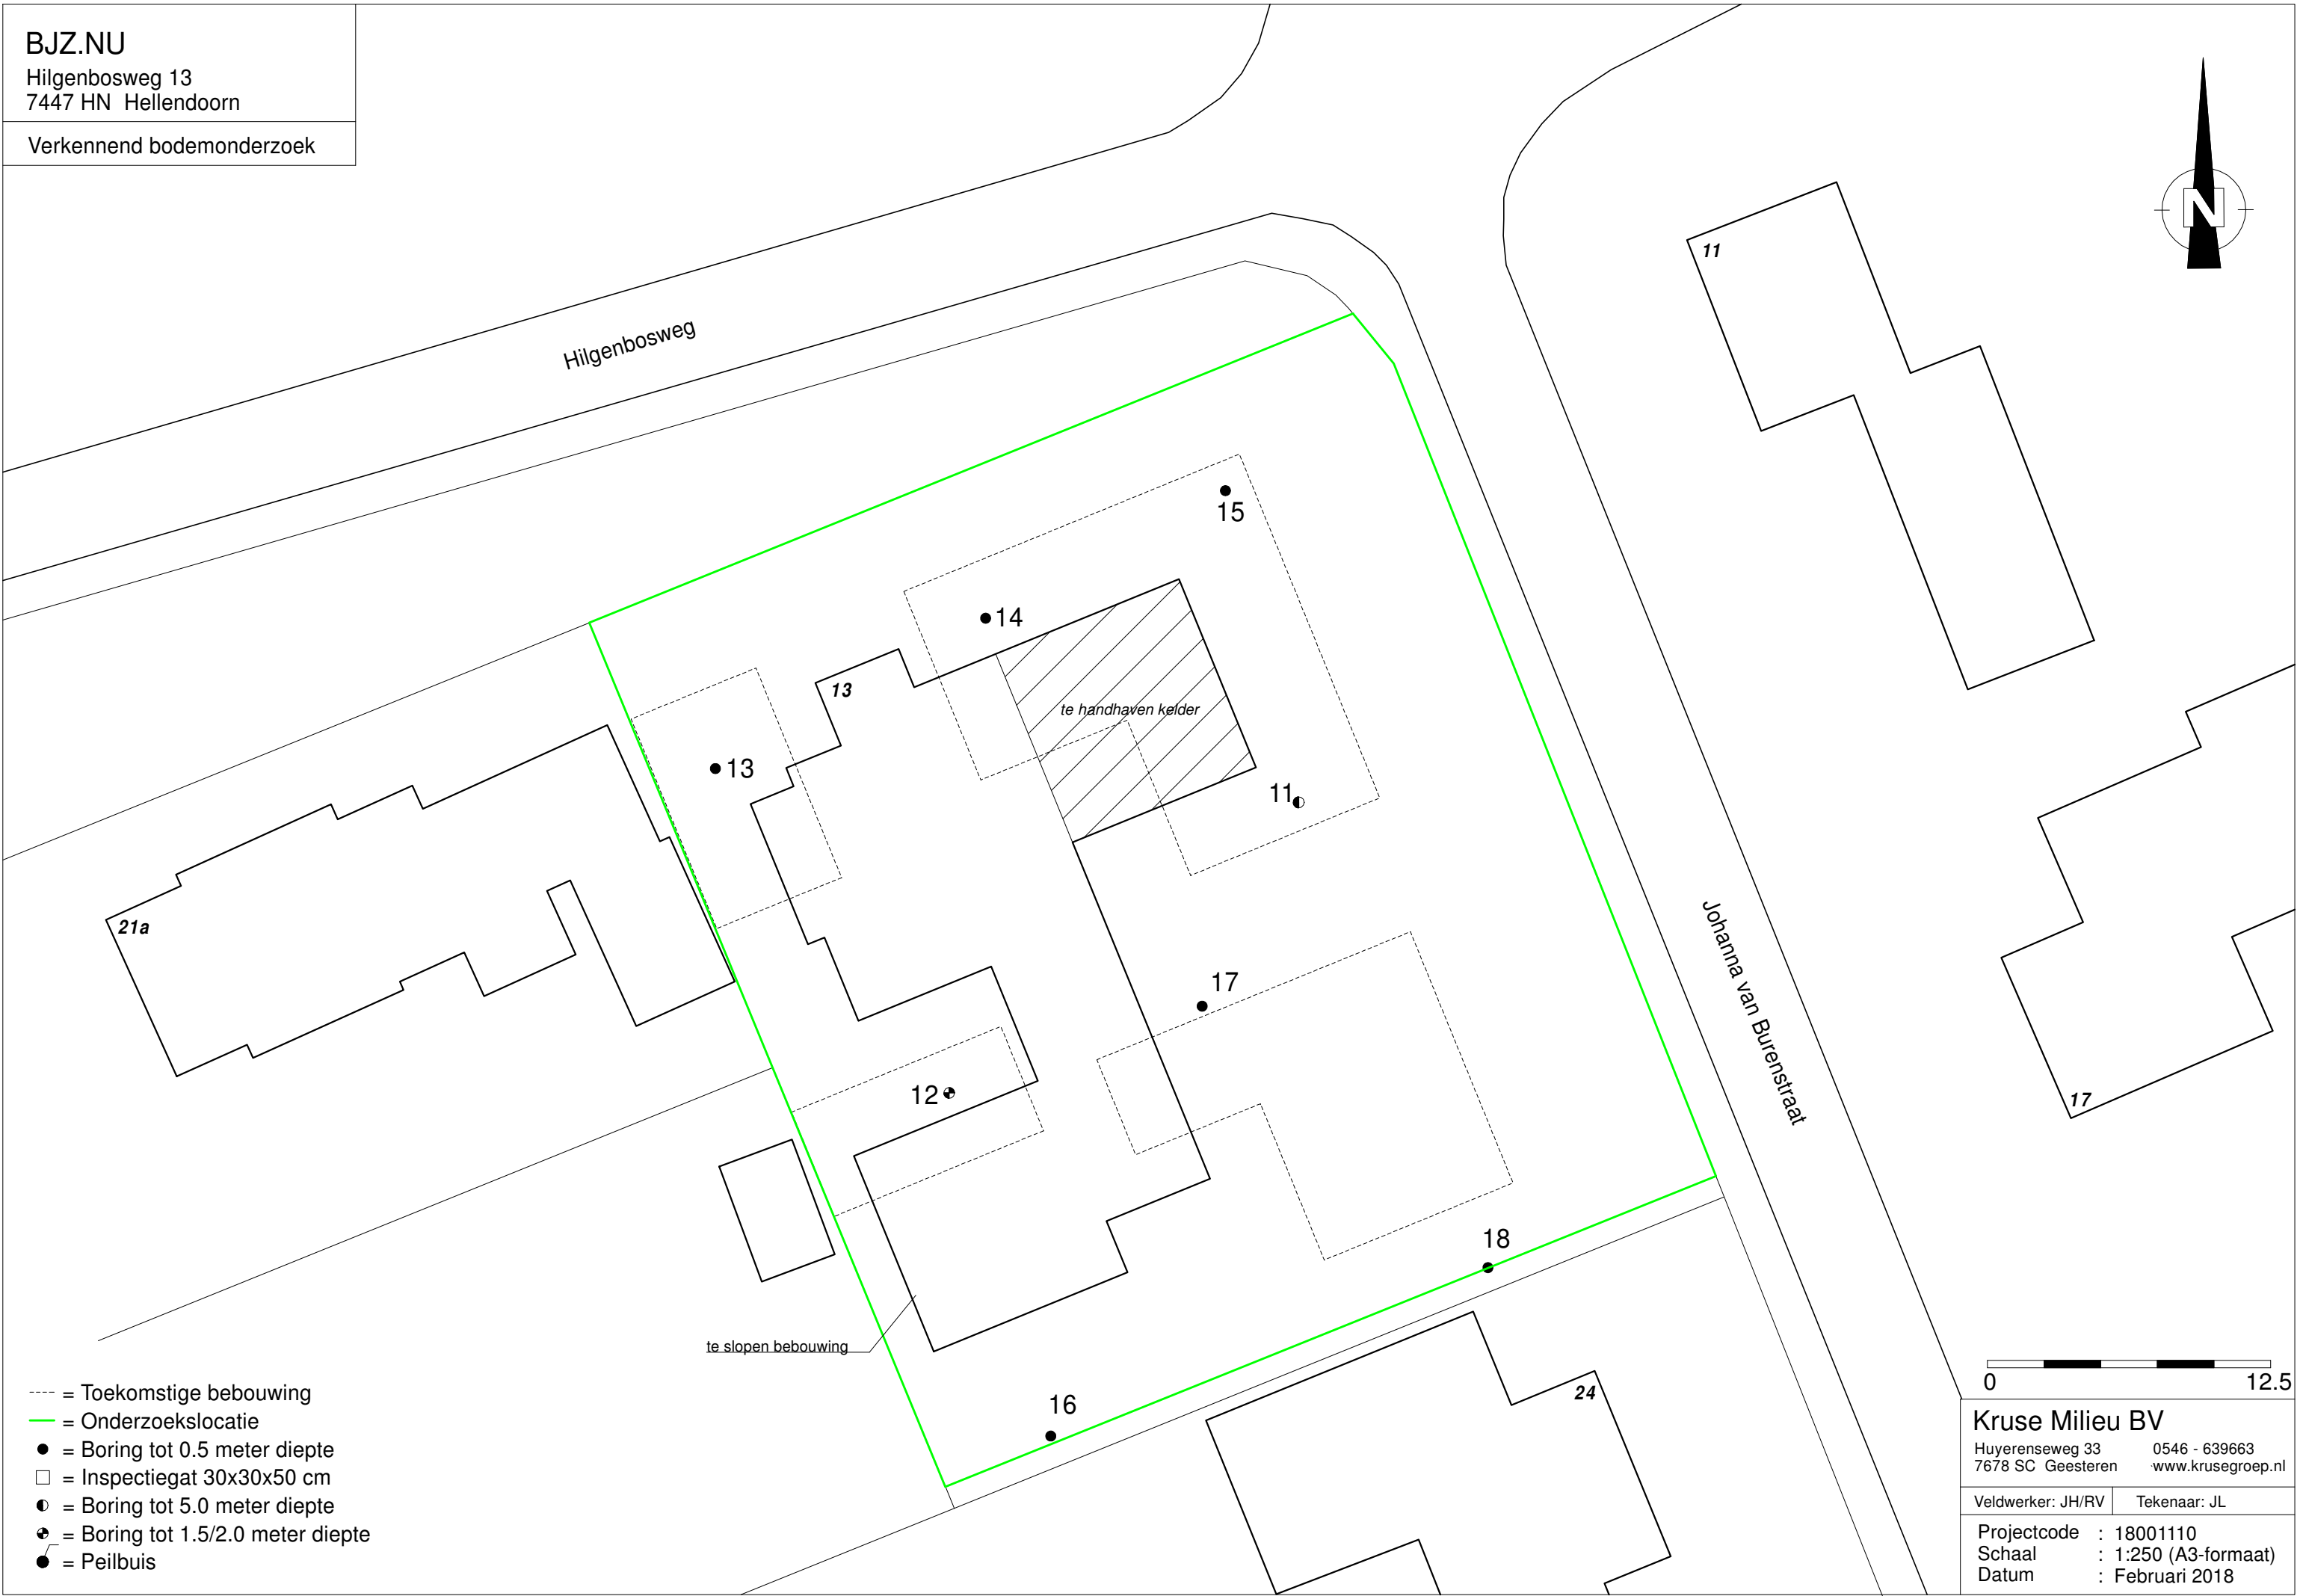 BJZ.NU
Hilgenbosweg 13
7447 HN  Hellendoorn
Verkennend bodemonderzoek
N
11
Hilgenbosweg
15
14
13
te handhaven kelder
13
11
21a
Johanna van Burenstraat
17
12
17
18
te slopen bebouwing
16
24
---- = Toekomstige bebouwing
= Onderzoekslocatie
= Boring tot 0.5 meter diepte
= Inspectiegat 30x30x50 cm
= Boring tot 5.0 meter diepte
= Boring tot 1.5/2.0 meter diepte
= Peilbuis
0 12.5
Kruse Milieu BV
Huyerenseweg 33 0546 - 639663
7678 SC  Geesteren www.krusegroep.nl
Veldwerker: JH/RV Tekenaar: JL
Projectcode : 18001110
Schaal : 1:250 (A3-formaat)
Datum : Februari 2018